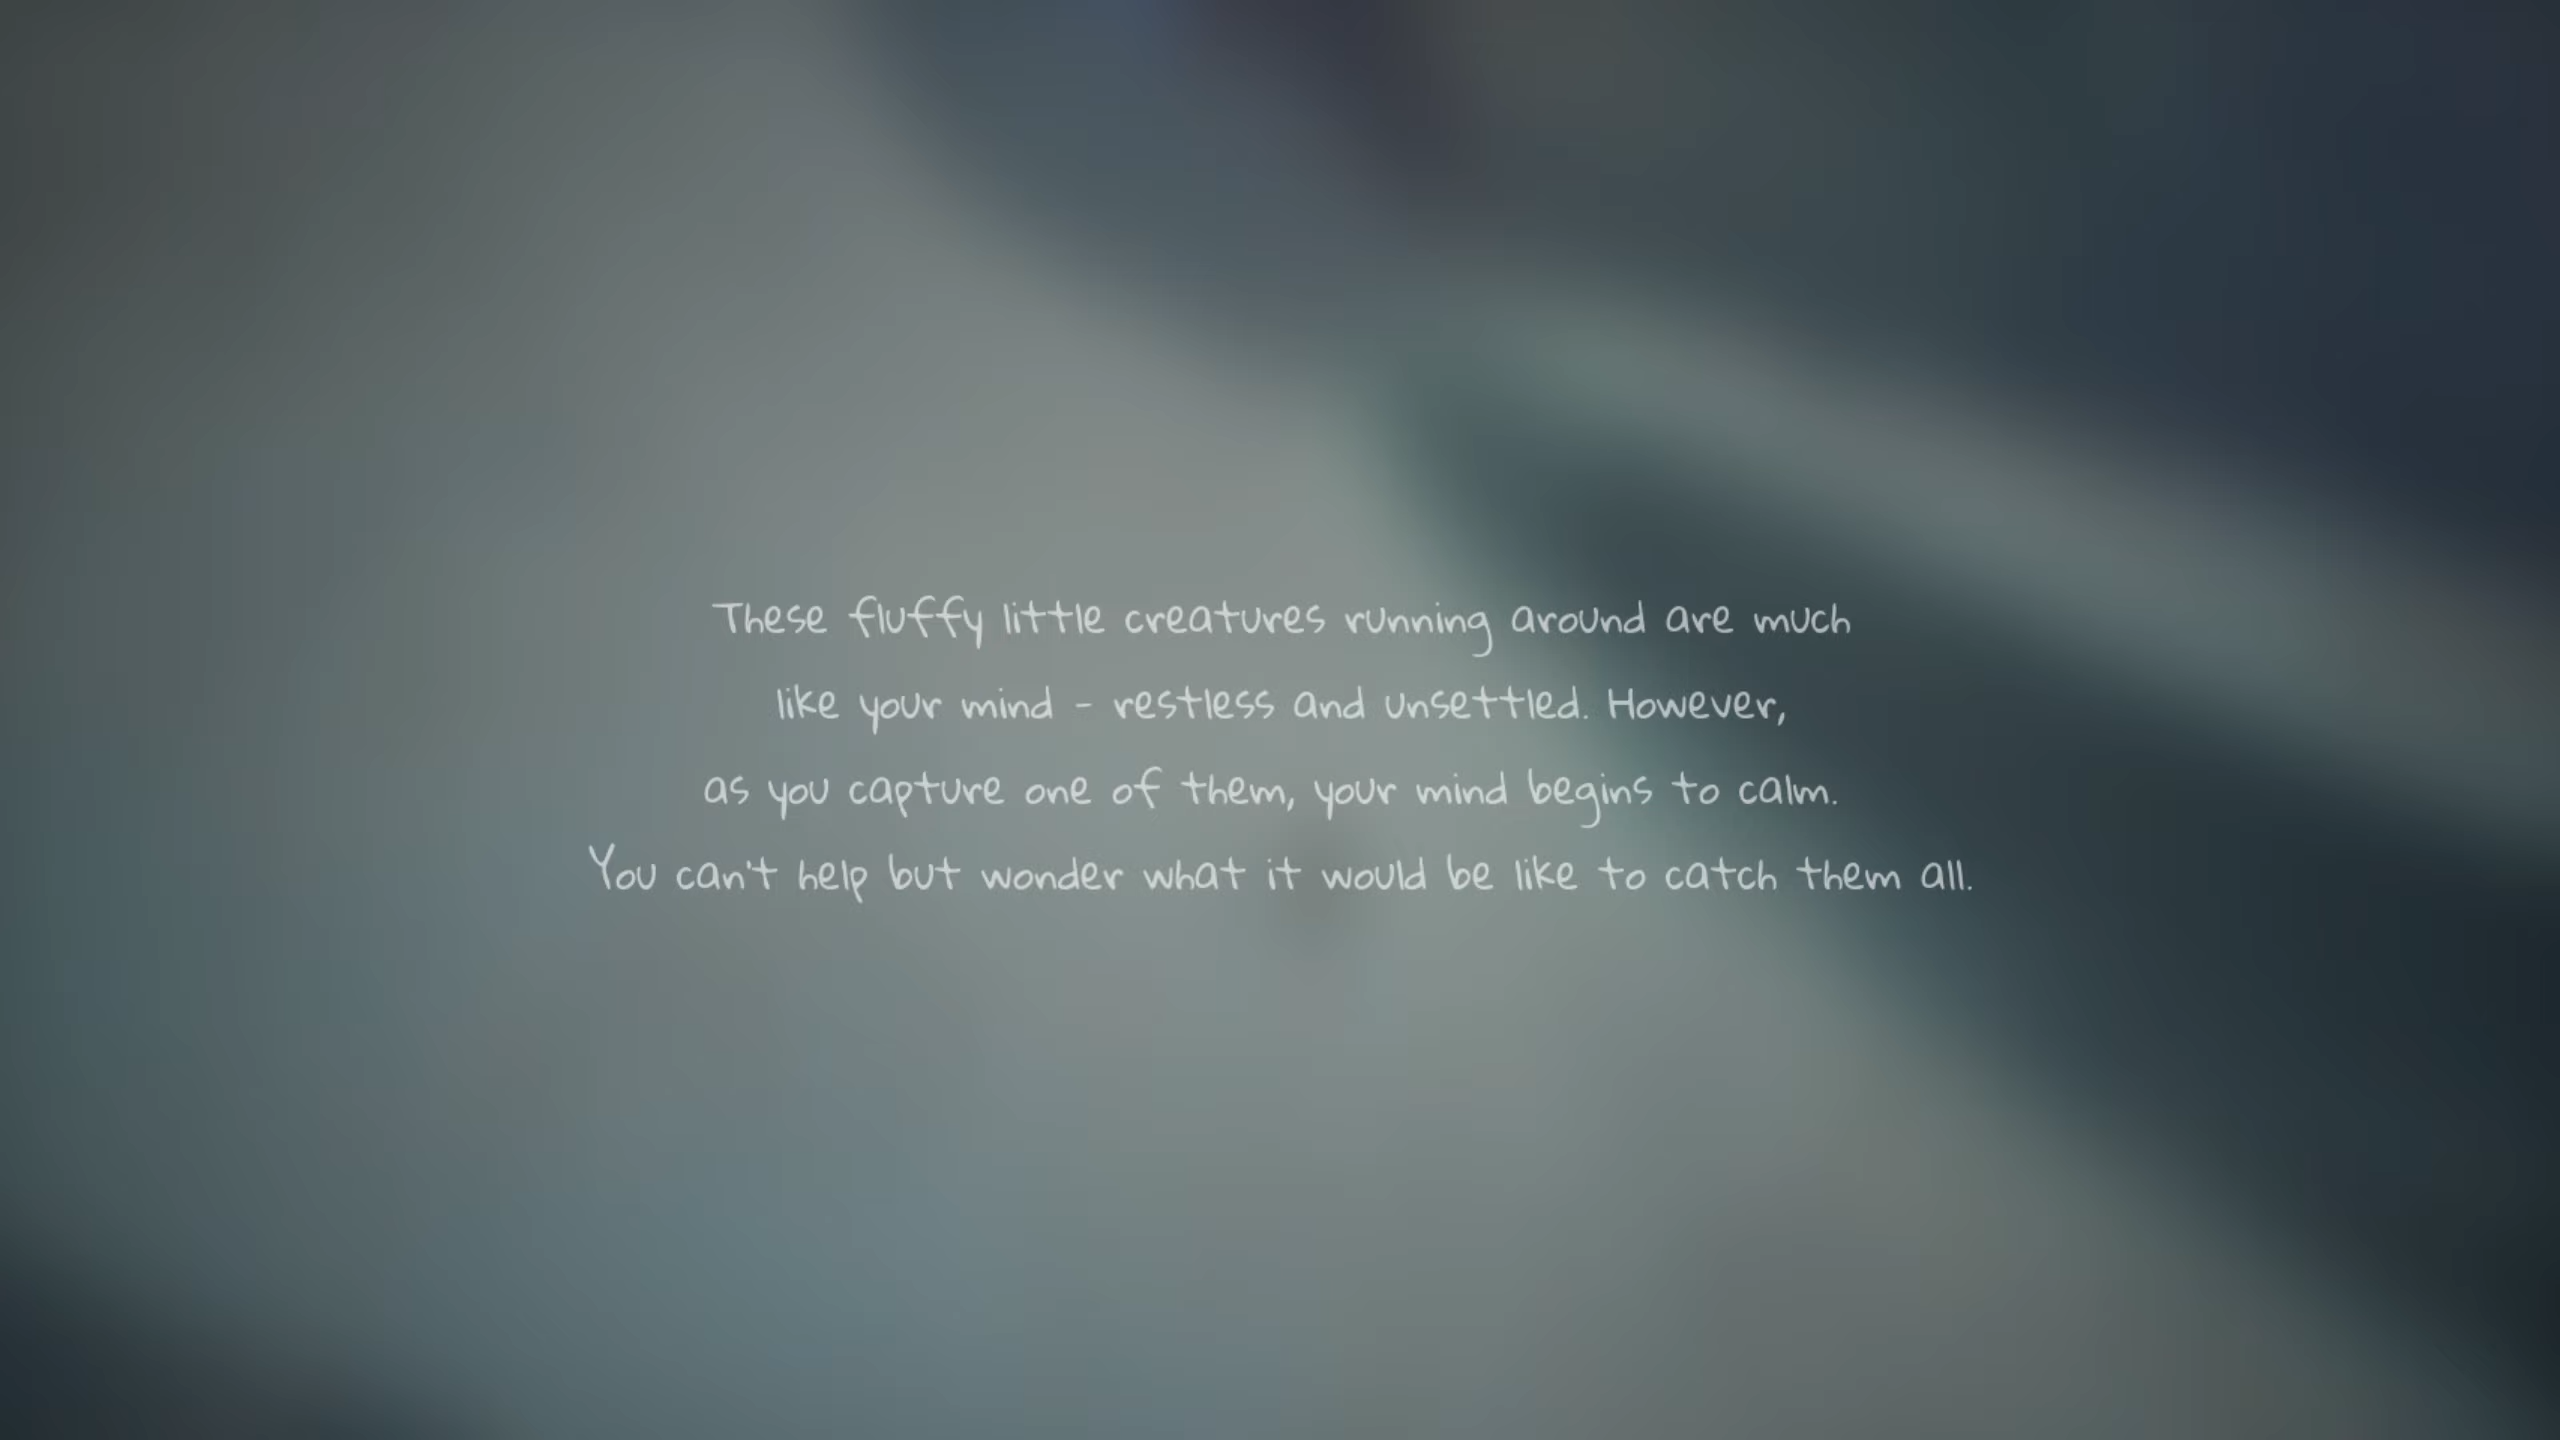 These fluffy little creatures running around are much
like your mind - restless and unsettled. However,
as you capture one of them, your mind begins to calm.
You can't help but wonder what it would be like to catch them all.